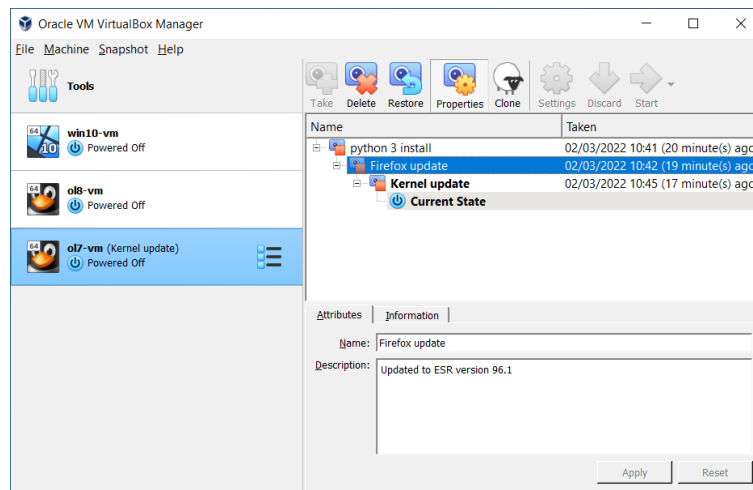 Oracle VM VirtualBox Manager
File Machine Snapshot Help
Tools
64
10
win10-vm
Powered Off
64
ol8-vm
Powered Off
64
ol7-vm (Kernel update)
Powered Off
Take Delete Restore Properties Clone Settings Discard Start
Name Taken
python 3 install 02/03/2022 10:41 (20 minute(s) ago
Firefox update 02/03/2022 10:42 (19 minute(s) ago
Kernel update 02/03/2022 10:45 (17 minute(s) ago
Current State
Attributes Information
Name: Firefox update
Description: Updated to ESR version 96.1
Apply Reset